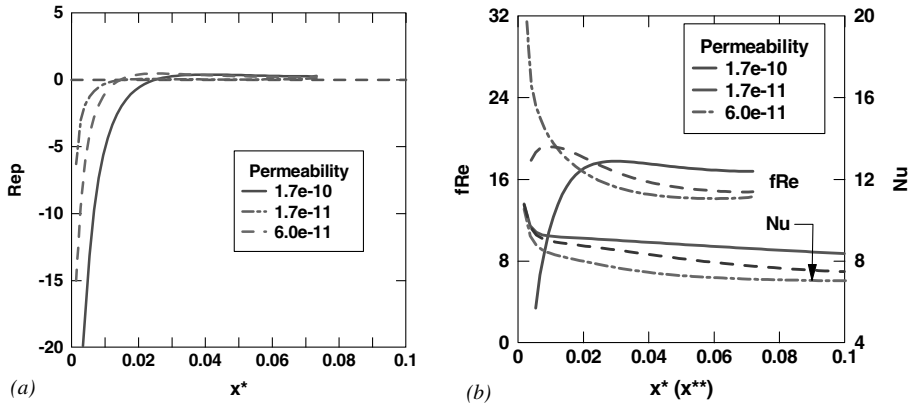 5
0
-5
-10
-15
-20
Rep
0 0.02 0.04 0.06 0.08 0.1
x*
Permeability
1.7e-10
1.7e-11
6.0e-11
(a)
32
24
16
8
0
fRe
20
16
12
8
4
Nu
0 0.02 0.04 0.06 0.08 0.1
x* (x**)
Permeability
1.7e-10
1.7e-11
6.0e-11
fRe
Nu
(b)